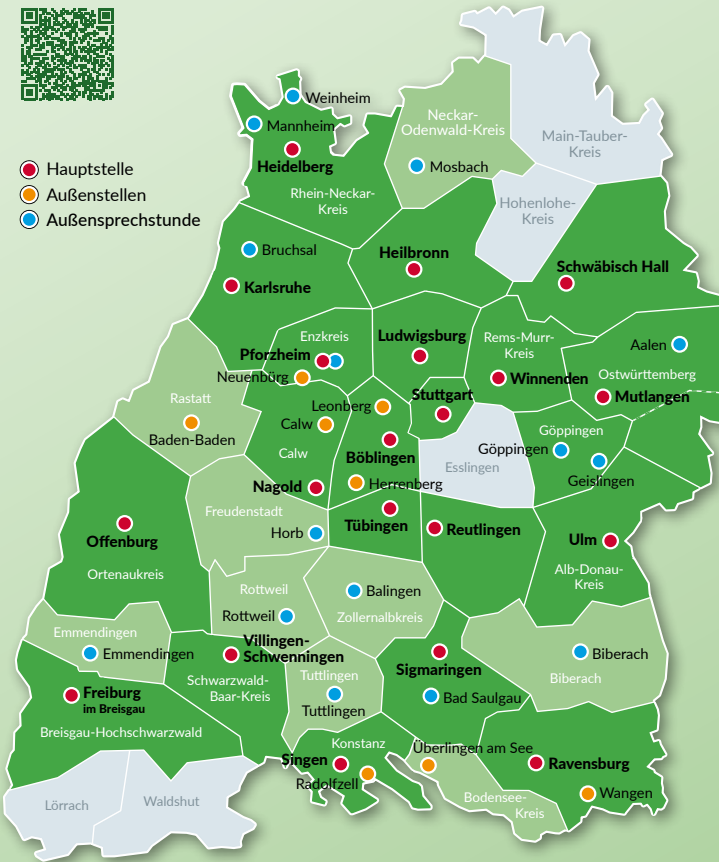 Weinheim
Mannheim
Heidelberg
Rhein-Neckar-
Kreis
Neckar-
Odenwald-Kreis
Mosbach
Main-Tauber-
Kreis
Hohenlohe-
Kreis
Hauptstelle
Außenstellen
Außensprechstunde
Bruchsal
Karlsruhe
Heilbronn
Schwäbisch Hall
Enzkreis
Pforzheim
Neuenbürg
Ludwigsburg
Rems-Murr-
Kreis
Winnenden
Aalen
Ostwürttemberg
Mutlangen
Rastatt
Baden-Baden
Leonberg
Calw
Calw
Stuttgart
Böblingen
Herrenberg
Esslingen
Göppingen
Göppingen
Geislingen
Nagold
Freudenstadt
Horb
Tübingen
Reutlingen
Ulm
Alb-Donau-
Kreis
Offenburg
Ortenaukreis
Rottweil
Rottweil
Balingen
Zollernalbkreis
Emmendingen
Emmendingen
Villingen-
Schwenningen
Schwarzwald-
Baar-Kreis
Tuttlingen
Tuttlingen
Sigmaringen
Bad Saulgau
Biberach
Biberach
Freiburg
im Breisgau
Breisgau-Hochschwarzwald
Konstanz
Singen
Radolfzell
Überlingen am See
Ravensburg
Wangen
Bodensee-
Kreis
Lörrach
Waldshut